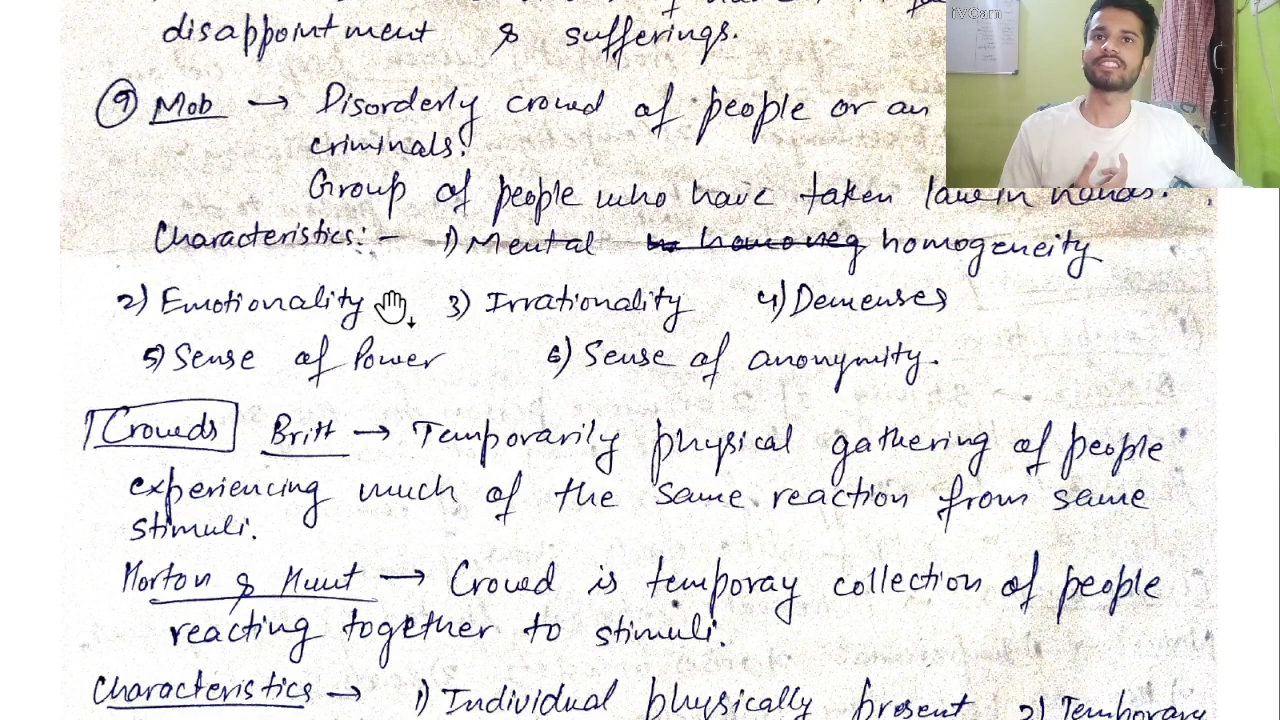 disappointment & sufferings.
iVCam
9 Mob → Disorderly crowd of people or an
criminals.
Group of people who have taken law in hands.
Characteristics:- 1) Mental homogeneity
2) Emotionality 3) Irrationality 4) Demenses
5) Sense of Power 6) Sense of anonymity.
Crowds Britt → Temporarily physical gathering of people
experiencing much of the same reaction from same
stimuli.
Horton & Hunt → Crowd is temporay collection of people
reacting together to stimuli.
Characteristics → 1) Individual physically present 2) Temporary